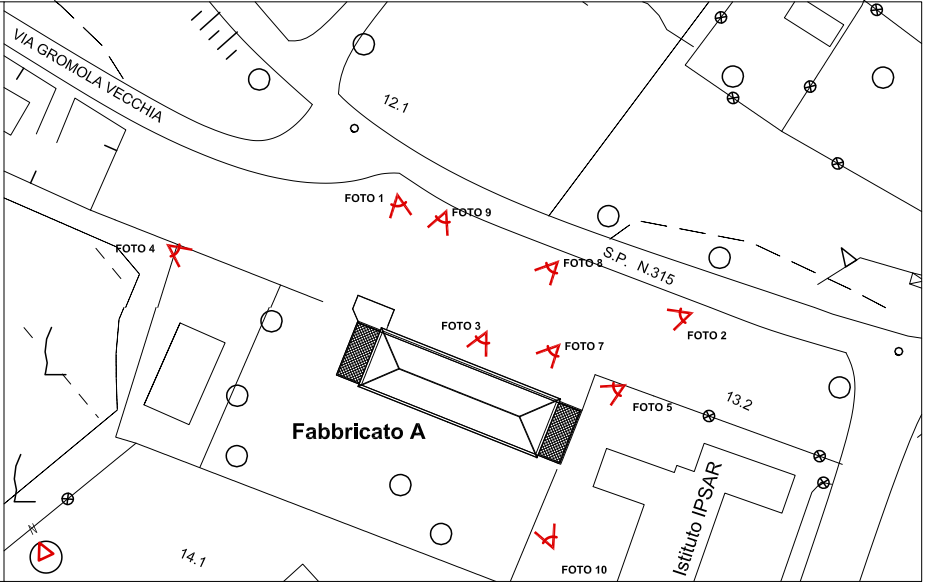 VIA GROMOLA VECCHIA
12.1
FOTO 1
FOTO 9
FOTO 4
FOTO 8
S.P. N.315
FOTO 3
FOTO 2
FOTO 7
FOTO 5
13.2
Fabbricato A
Istituto IPSAR
N
14.1
FOTO 10